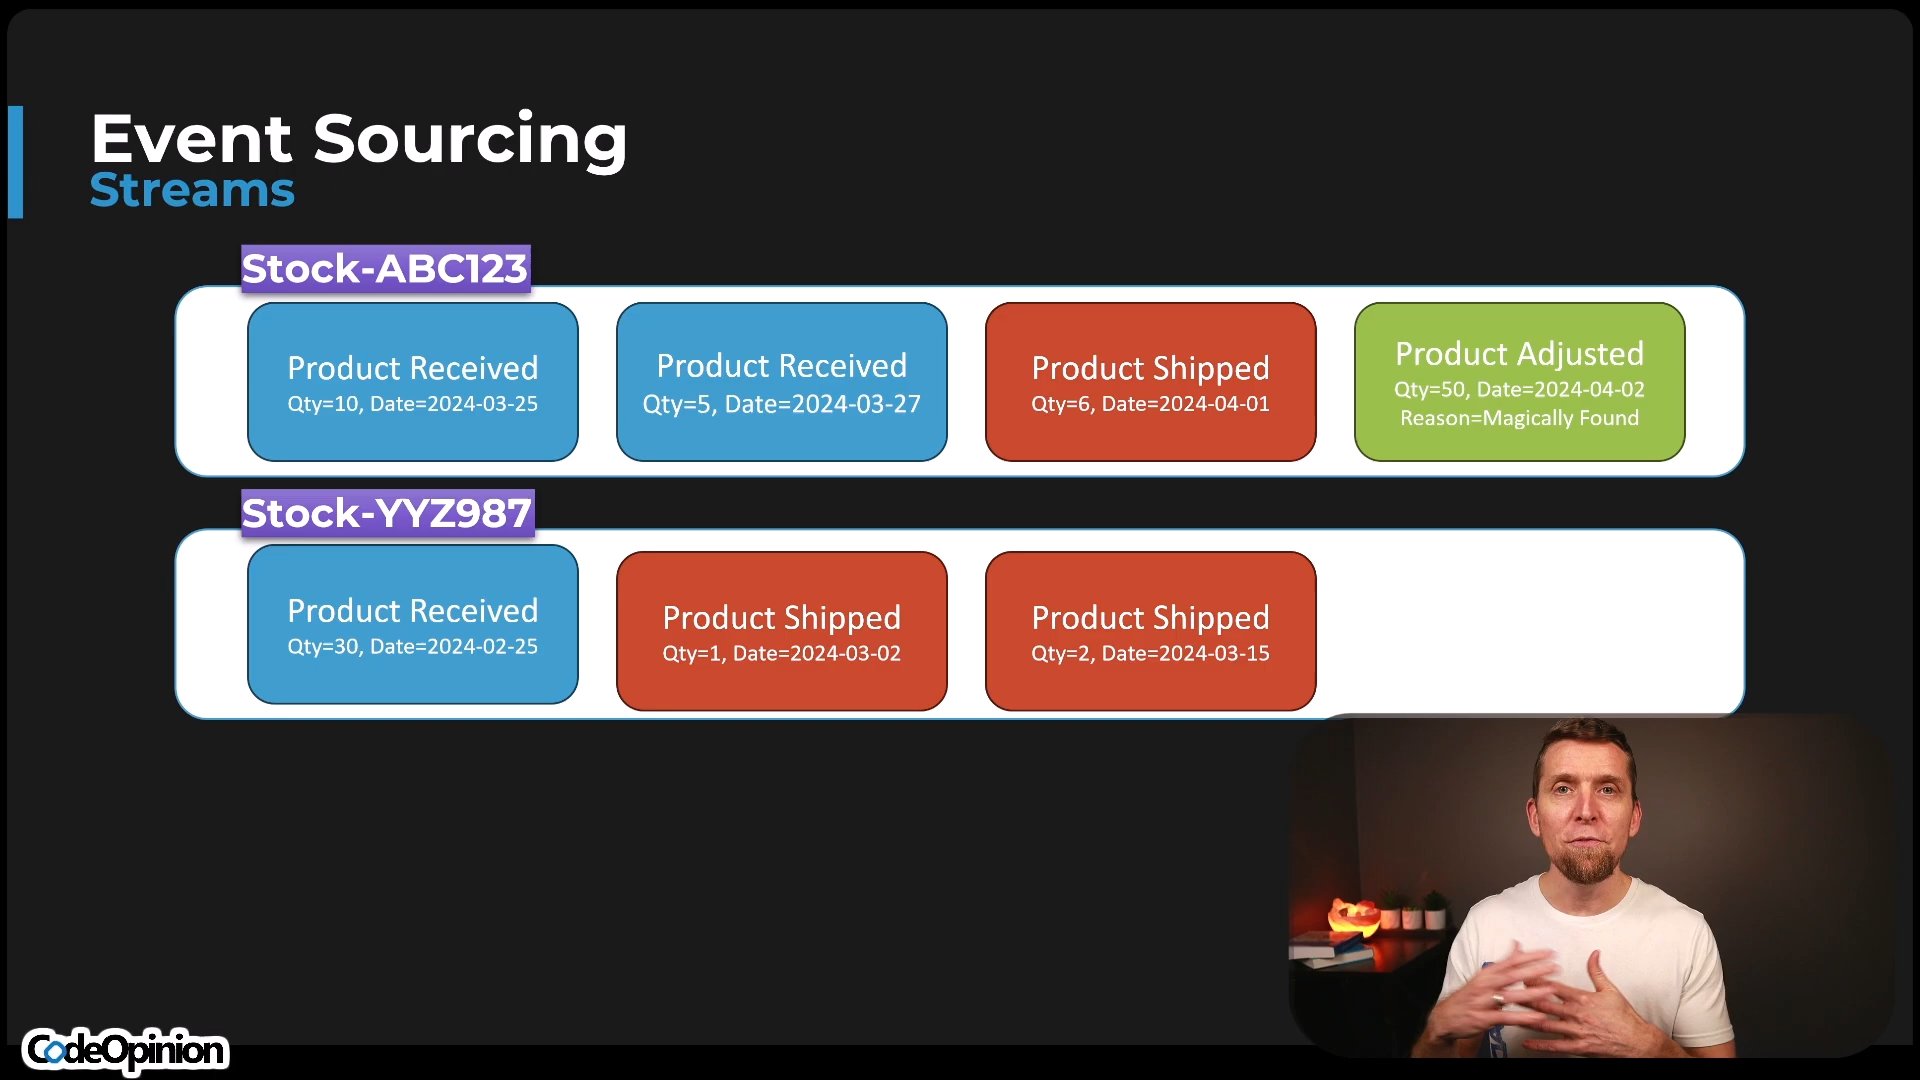 Event Sourcing
Streams
Stock-ABC123
Product Received
Qty=10, Date=2024-03-25
Product Received
Qty=5, Date=2024-03-27
Product Shipped
Qty=6, Date=2024-04-01
Product Adjusted
Qty=50, Date=2024-04-02
Reason=Magically Found
Stock-YYZ987
Product Received
Qty=30, Date=2024-02-25
Product Shipped
Qty=1, Date=2024-03-02
Product Shipped
Qty=2, Date=2024-03-15
CodeOpinion